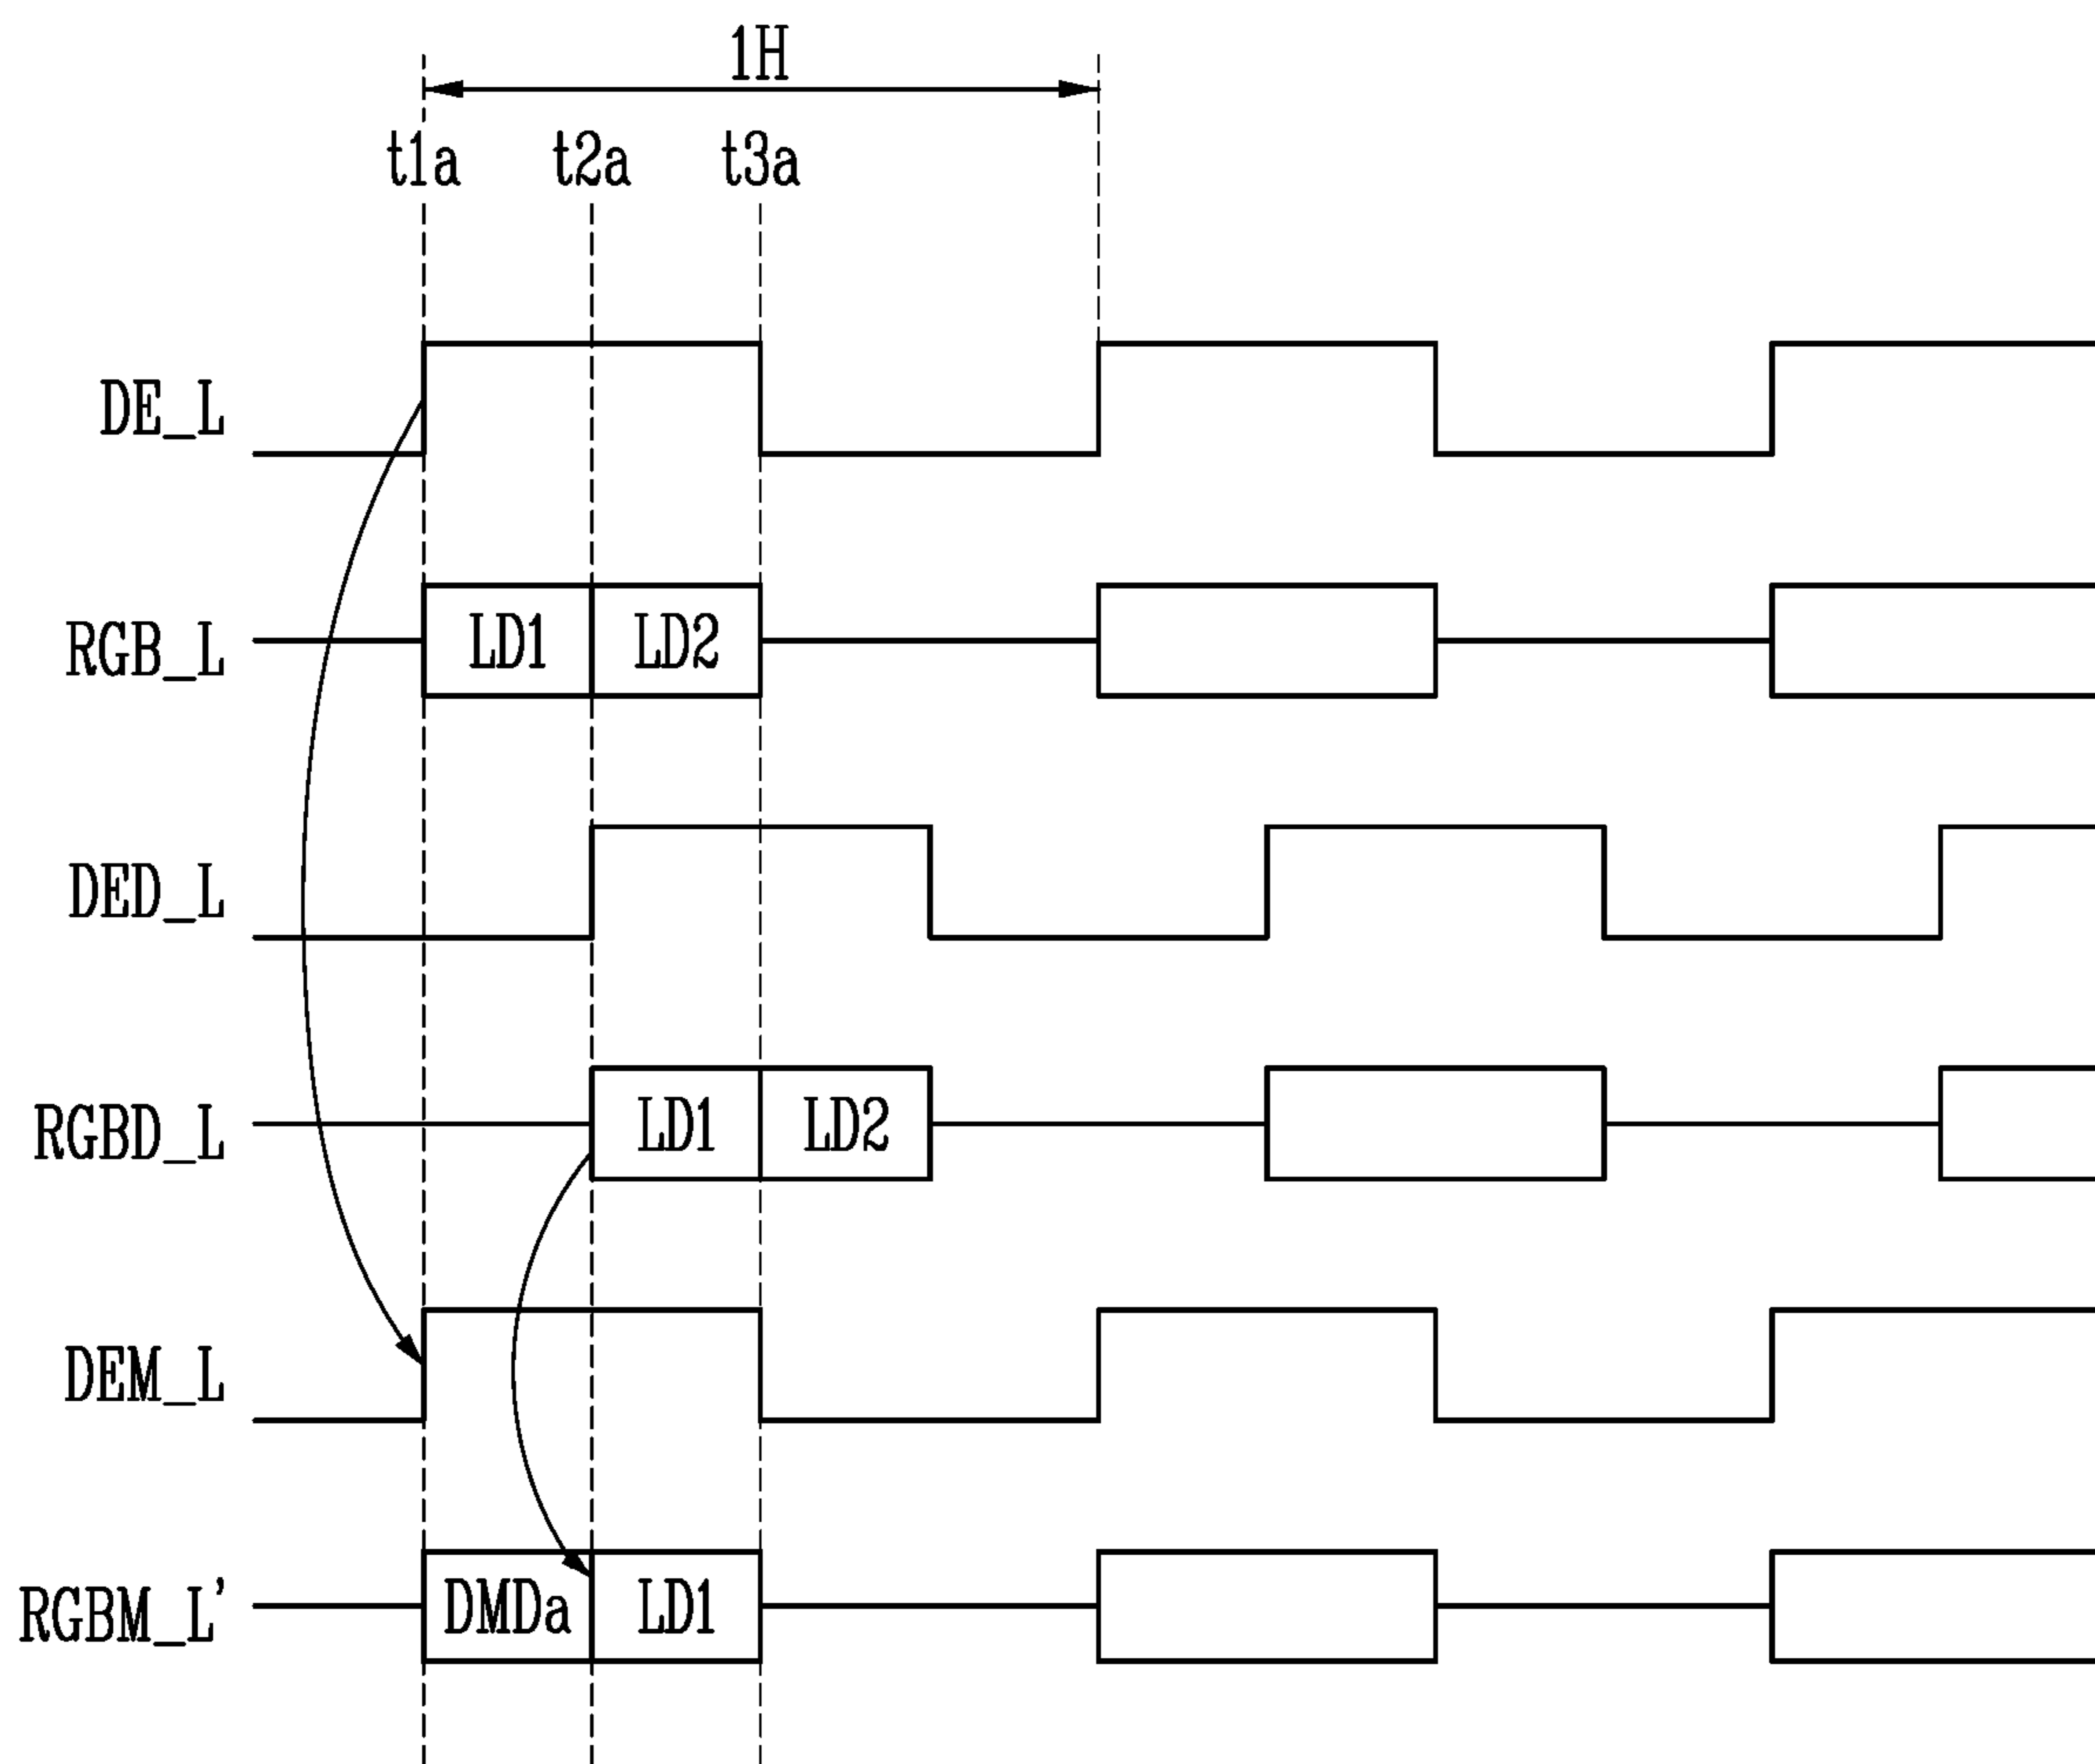 1H
t1a t2a t3a
DE_L
RGB_L LD1 LD2
DED_L
RGBD_L LD1 LD2
DEM_L
RGBM_L' DMDa LD1